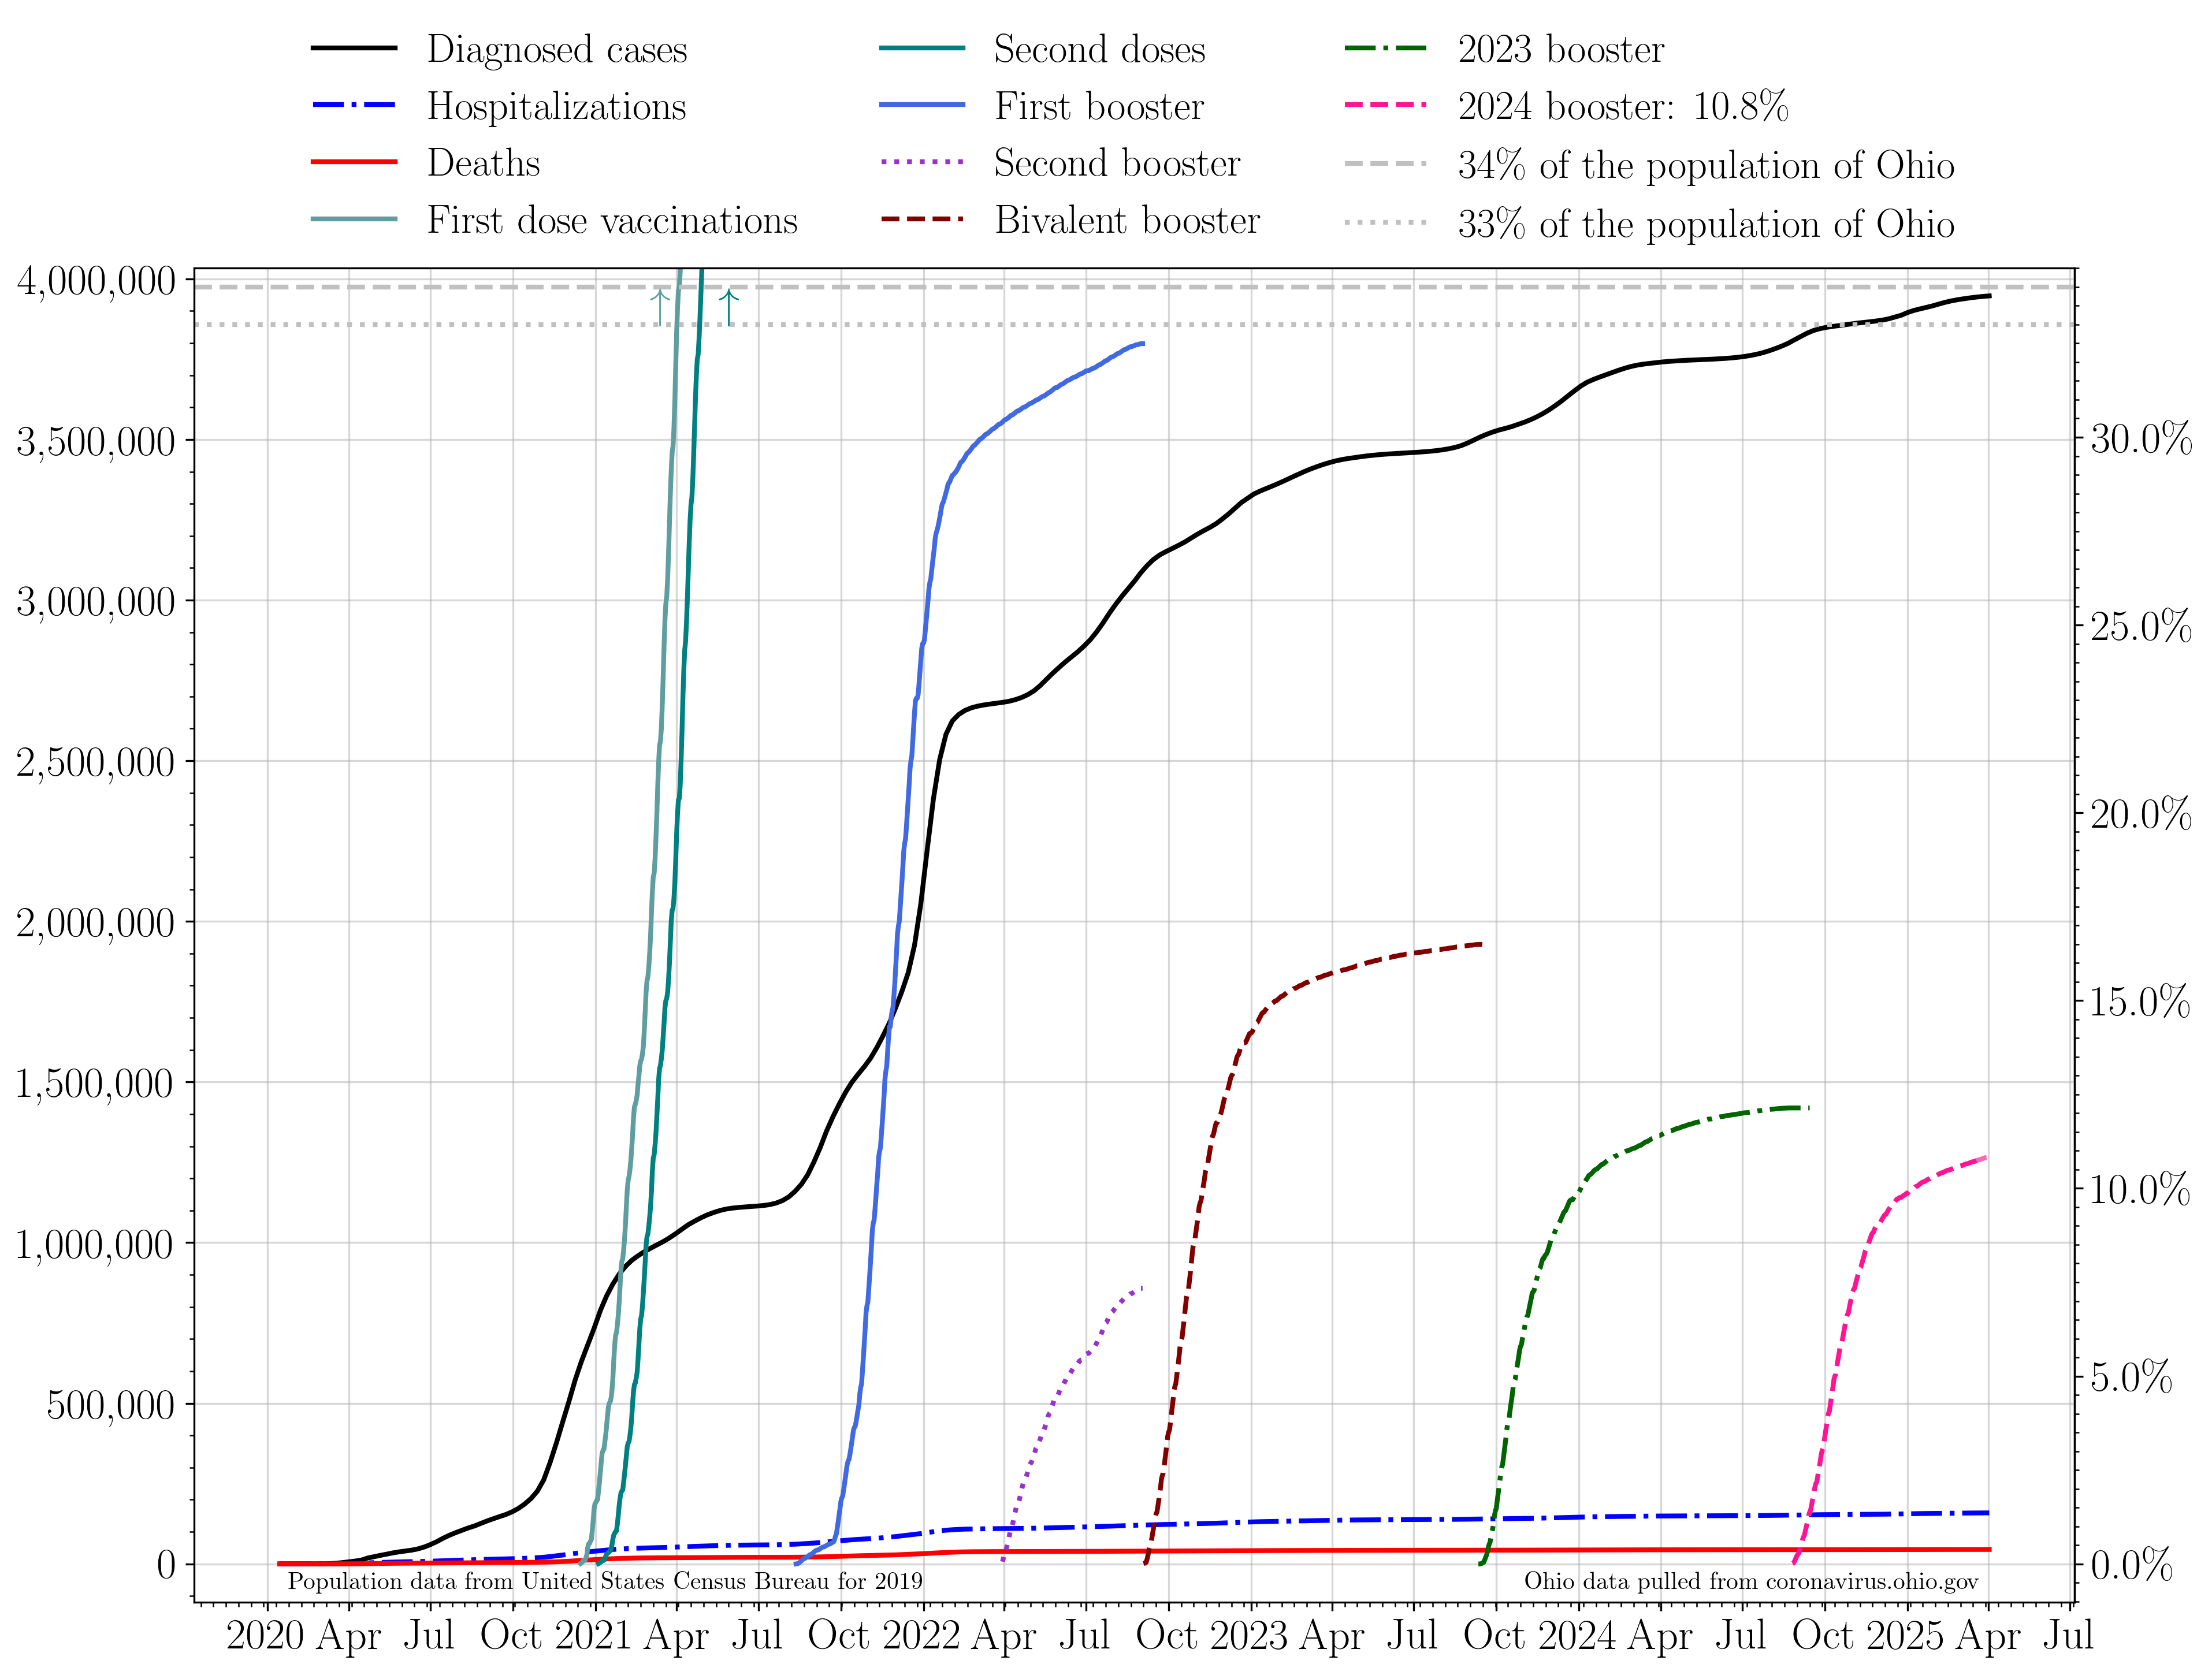 Diagnosed cases
Hospitalizations
Deaths
First dose vaccinations
Second doses
First booster
Second booster
Bivalent booster
2023 booster
2024 booster: 10.8%
34% of the population of Ohio
33% of the population of Ohio
4,000,000
3,500,000
3,000,000
2,500,000
2,000,000
1,500,000
1,000,000
500,000
0
30.0%
25.0%
20.0%
15.0%
10.0%
5.0%
0.0%
Population data from United States Census Bureau for 2019
Ohio data pulled from coronavirus.ohio.gov
2020 Apr Jul Oct 2021 Apr Jul Oct 2022 Apr Jul Oct 2023 Apr Jul Oct 2024 Apr Jul Oct 2025 Apr Jul